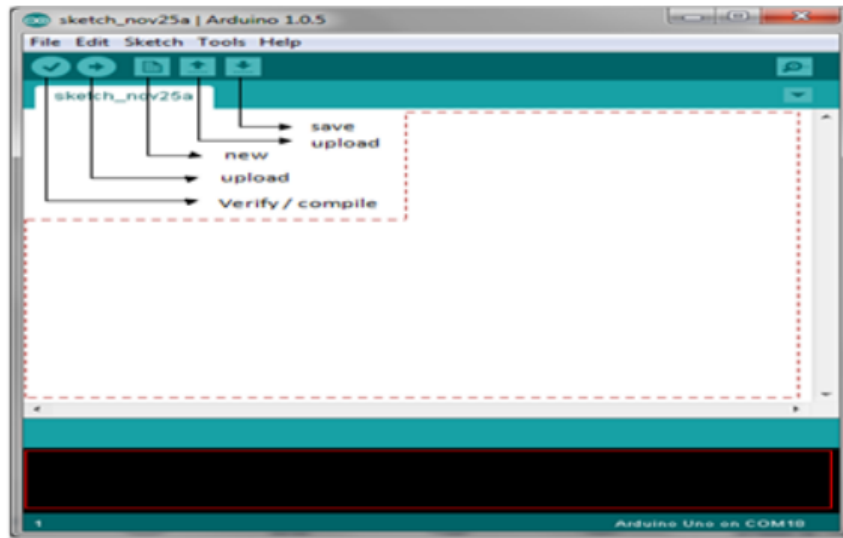 sketch_nov25a | Arduino 1.0.5
File Edit Sketch Tools Help
sketch_nov25a
save
upload
new
upload
Verify / compile
1
Arduino Uno on COM18